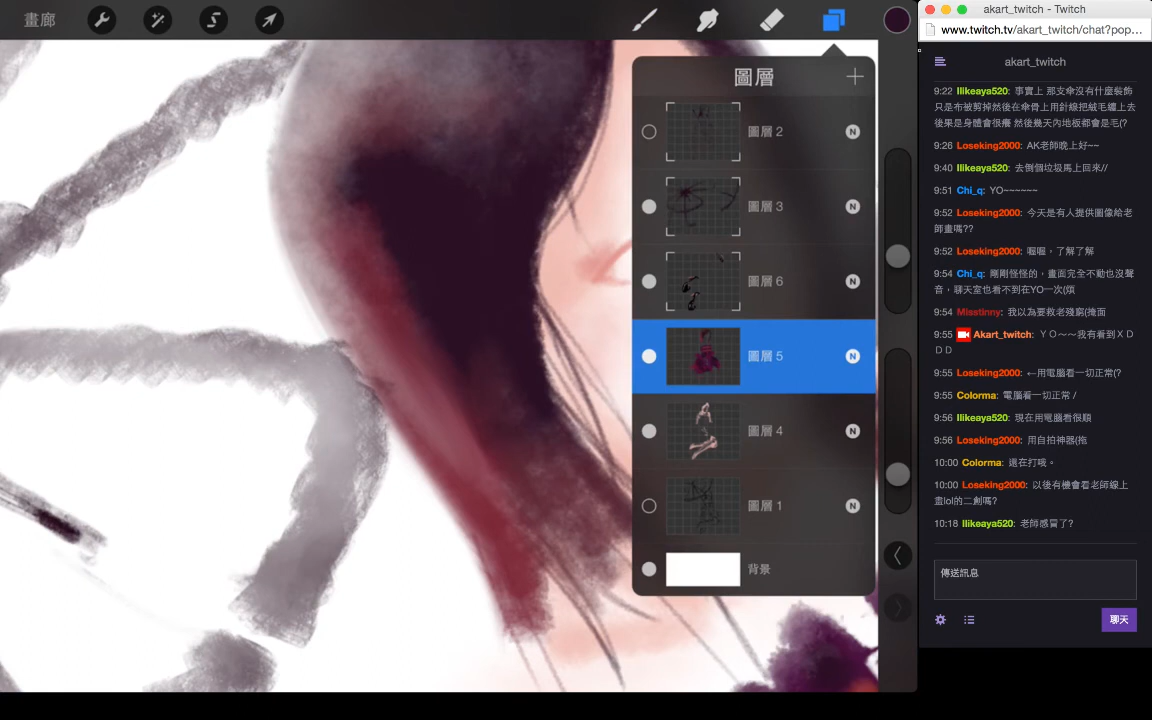 畫廊
圖層
圖層 2
N
圖層 3
N
圖層 6
N
圖層 5
N
圖層 4
N
圖層 1
N
背景
akart_twitch - Twitch
www.twitch.tv/akart_twitch/chat?pop…
akart_twitch
9:22 Ilikeaya520: 事實上 那支傘沒有什麼裝飾
只是布被剪掉然後在傘骨上用針線把絨毛纏上去
後果是身體會很癢 然後幾天內地板都會是毛(?
9:26 Loseking2000: AK老師晚上好~~
9:40 Ilikeaya520: 去倒個垃圾馬上回來//
9:51 Chi_q: YO~~~~~~
9:52 Loseking2000: 今天是有人提供圖像給老
師畫嗎??
9:52 Loseking2000: 喔喔，了解了解
9:54 Chi_q: 剛剛怪怪的，畫面完全不動也沒聲
音，聊天室也看不到在YO一次(煩
9:54 Misstinny: 我以為要救老殘窮(掩面
9:55 Akart_twitch: ＹＯ～～我有看到ＸＤ
ＤＤ
9:55 Loseking2000: ←用電腦看一切正常(?
9:55 Colorma: 電腦看一切正常 /
9:56 Ilikeaya520: 現在用電腦看很順
9:56 Loseking2000: 用自拍神器(拖
10:00 Colorma: 還在打哦。
10:00 Loseking2000: 以後有機會看老師線上
畫lol的二創嗎?
10:18 Ilikeaya520: 老師感冒了?
傳送訊息
聊天